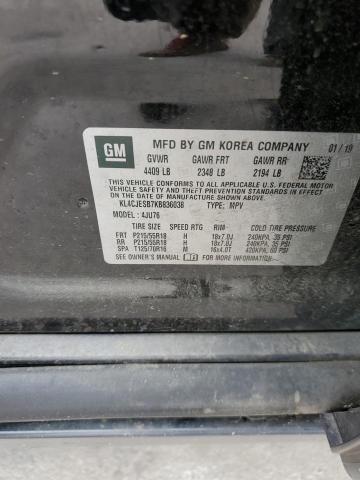 GM
MFD BY GM KOREA COMPANY 01/19
GVWR GAWR FRT GAWR RR
4409 LB 2348 LB 2194 LB
THIS VEHICLE CONFORMS TO ALL APPLICABLE U.S. FEDERAL MOTOR
VEHICLE SAFETY AND THEFT PREVENTION STANDARDS IN
EFFECT ON THE DATE OF MANUFACTURE SHOWN ABOVE.
KL4CJESB7KB836038 TYPE: MPV
MODEL: 4JU76
TIRE SIZE SPEED RTG RIM COLD TIRE PRESSURE
FRT P215/55R18 H 18x7.0J 240KPA, 35 PSI
RR P215/55R18 H 18x7.0J 240KPA, 35 PSI
SPA T125/70R16 M 16x4.0T 420KPA, 60 PSI
SEE OWNER'S MANUAL FOR MORE INFORMATION.